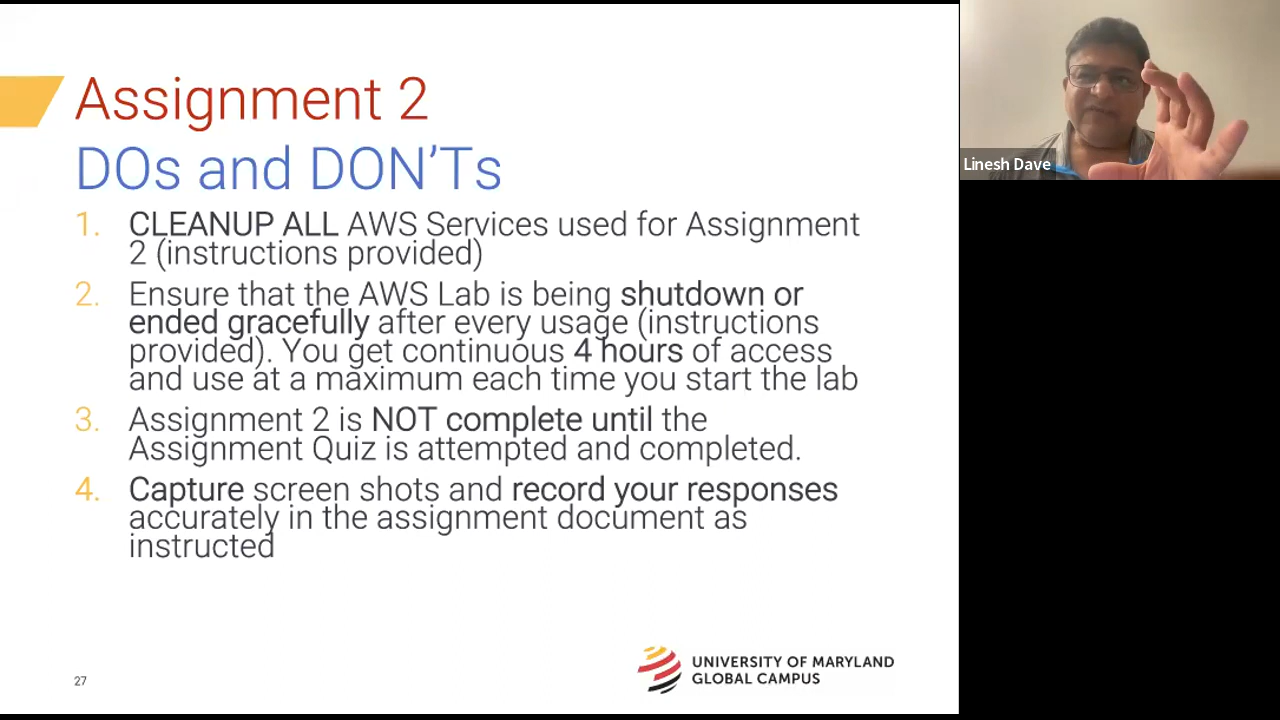 Assignment 2
DOs and DON'Ts
1. CLEANUP ALL AWS Services used for Assignment
2 (instructions provided)
2. Ensure that the AWS Lab is being shutdown or
ended gracefully after every usage (instructions
provided). You get continuous 4 hours of access
and use at a maximum each time you start the lab
3. Assignment 2 is NOT complete until the
Assignment Quiz is attempted and completed.
4. Capture screen shots and record your responses
accurately in the assignment document as
instructed
27
UNIVERSITY OF MARYLAND
GLOBAL CAMPUS
Linesh Dave